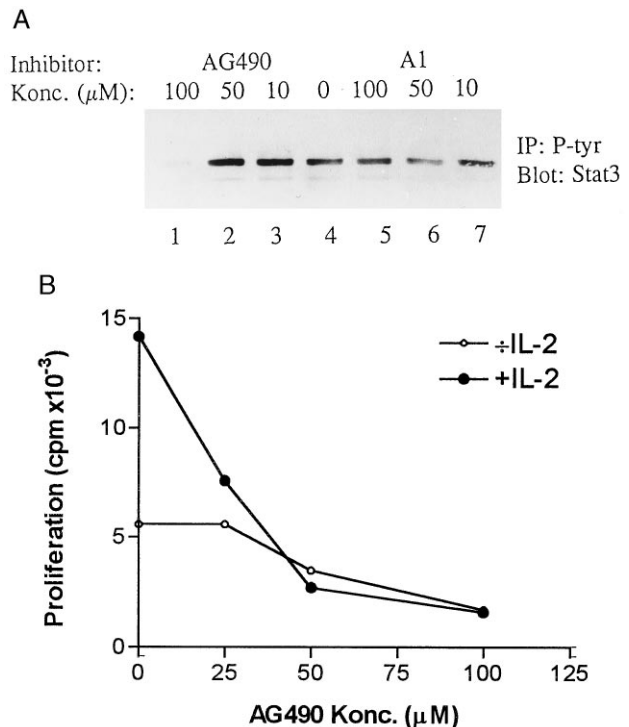 A
Inhibitor: AG490 A1
Konc. (µM): 100 50 10 0 100 50 10
IP: P-tyr
Blot: Stat3
1 2 3 4 5 6 7
B
÷IL-2
+IL-2
Proliferation (cpm x10⁻³)
15
10
5
0
0 25 50 75 100 125
AG490 Konc. (µM)